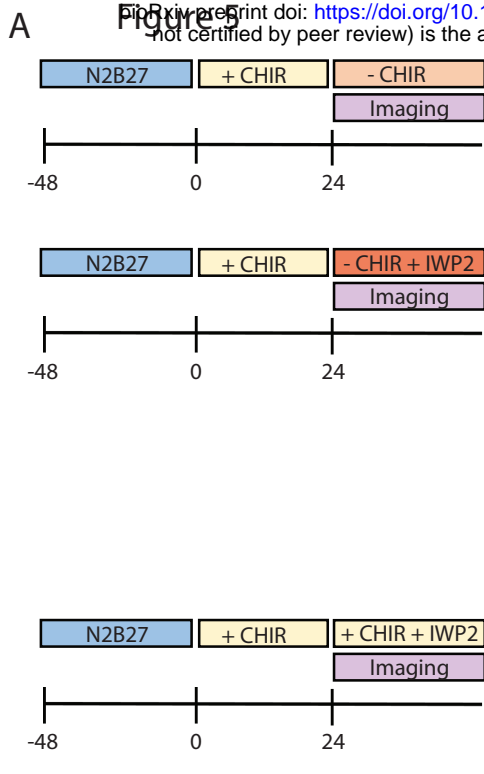 bioRxiv preprint doi: https://doi.org/10.1
Figure 5
not certified by peer review) is the a
A
N2B27 + CHIR - CHIR
Imaging
-48 0 24
N2B27 + CHIR - CHIR + IWP2
Imaging
-48 0 24
N2B27 + CHIR + CHIR + IWP2
Imaging
-48 0 24